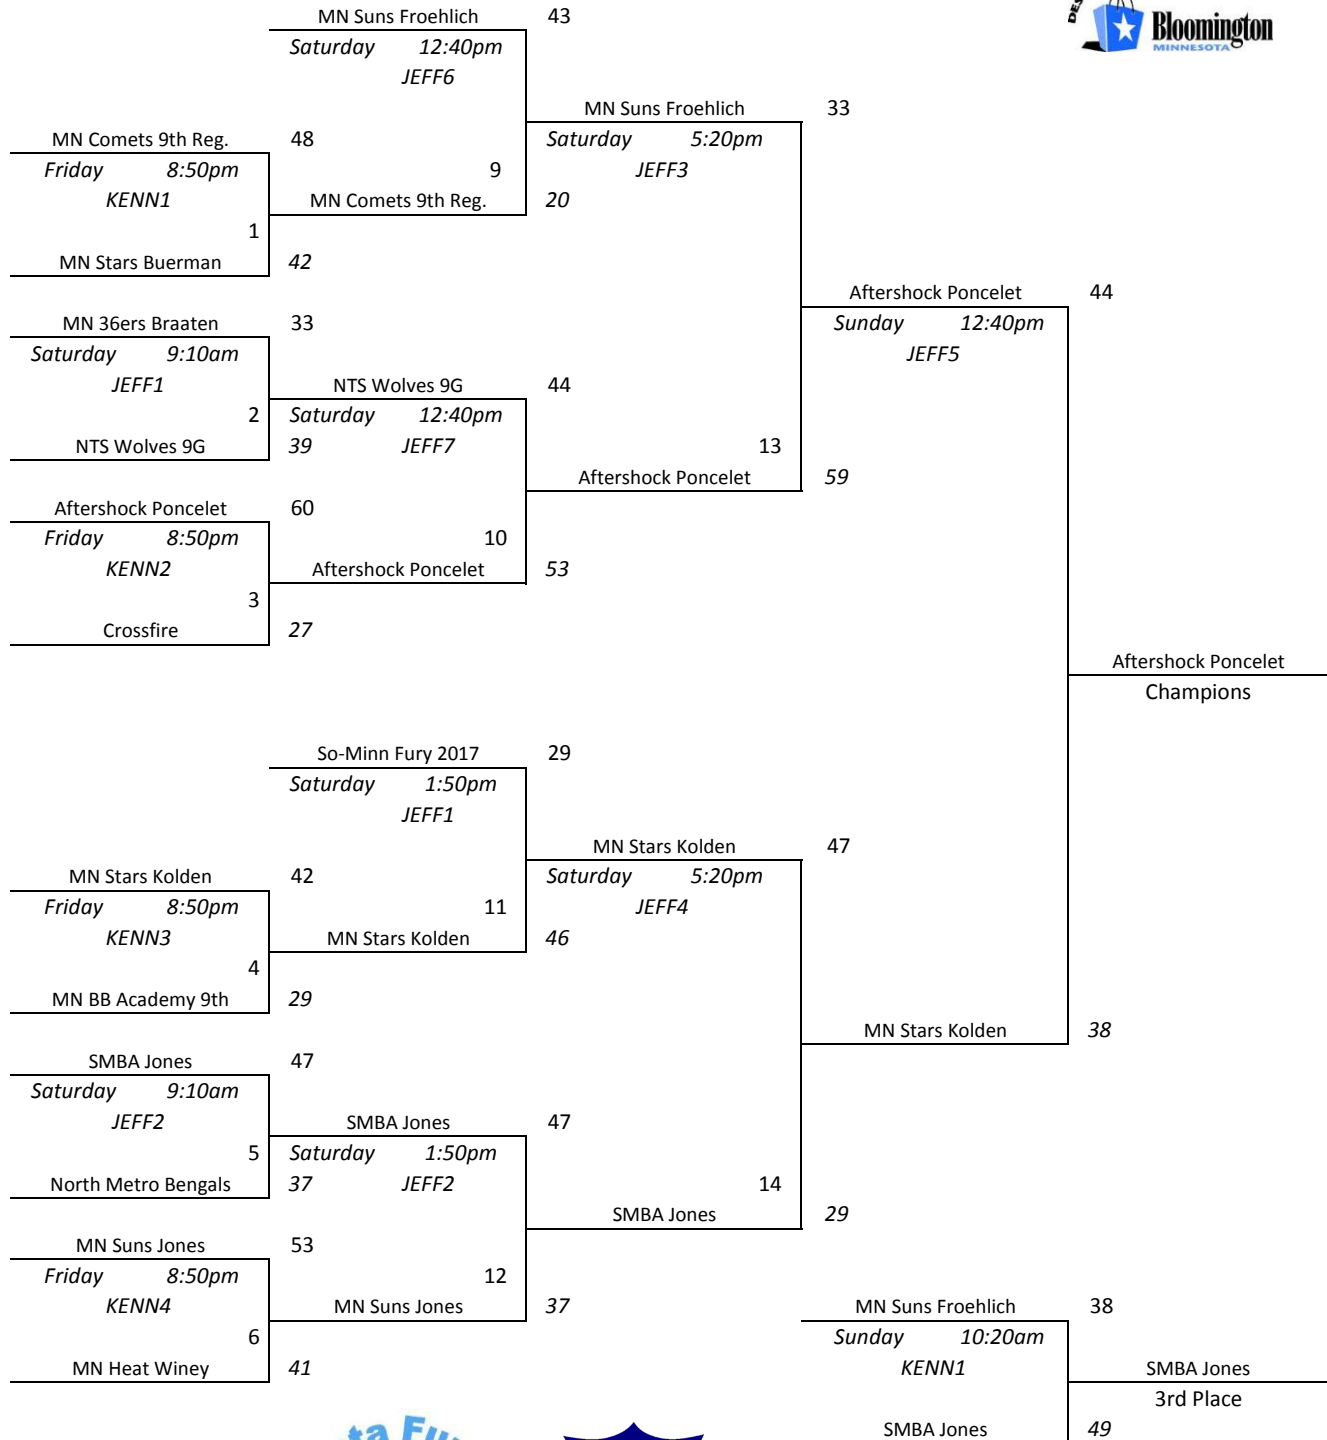 MN Suns Froehlich 43
Saturday 12:40pm
JEFF6
DES
Bloomington
MINNESOTA
MN Suns Froehlich 33
MN Comets 9th Reg. 48 Saturday 5:20pm
Friday 8:50pm 9 JEFF3
KENN1 MN Comets 9th Reg. 20
1
MN Stars Buerman 42
Aftershock Poncelet 44
MN 36ers Braaten 33 Sunday 12:40pm
Saturday 9:10am JEFF5
JEFF1 NTS Wolves 9G 44
2 Saturday 12:40pm
NTS Wolves 9G 39 JEFF7 13
Aftershock Poncelet 59
Aftershock Poncelet 60
Friday 8:50pm 10
KENN2 Aftershock Poncelet 53
3
Crossfire 27
Aftershock Poncelet
Champions
So-Minn Fury 2017 29
Saturday 1:50pm
JEFF1
MN Stars Kolden 47
MN Stars Kolden 42 Saturday 5:20pm
Friday 8:50pm 11 JEFF4
KENN3 MN Stars Kolden 46
4
MN BB Academy 9th 29
MN Stars Kolden 38
SMBA Jones 47
Saturday 9:10am
JEFF2 SMBA Jones 47
5 Saturday 1:50pm
North Metro Bengals 37 JEFF2 14
SMBA Jones 29
MN Suns Jones 53
Friday 8:50pm 12
KENN4 MN Suns Jones 37 MN Suns Froehlich 38
6 Sunday 10:20am
MN Heat Winey 41 KENN1 SMBA Jones
3rd Place
SMBA Jones 49